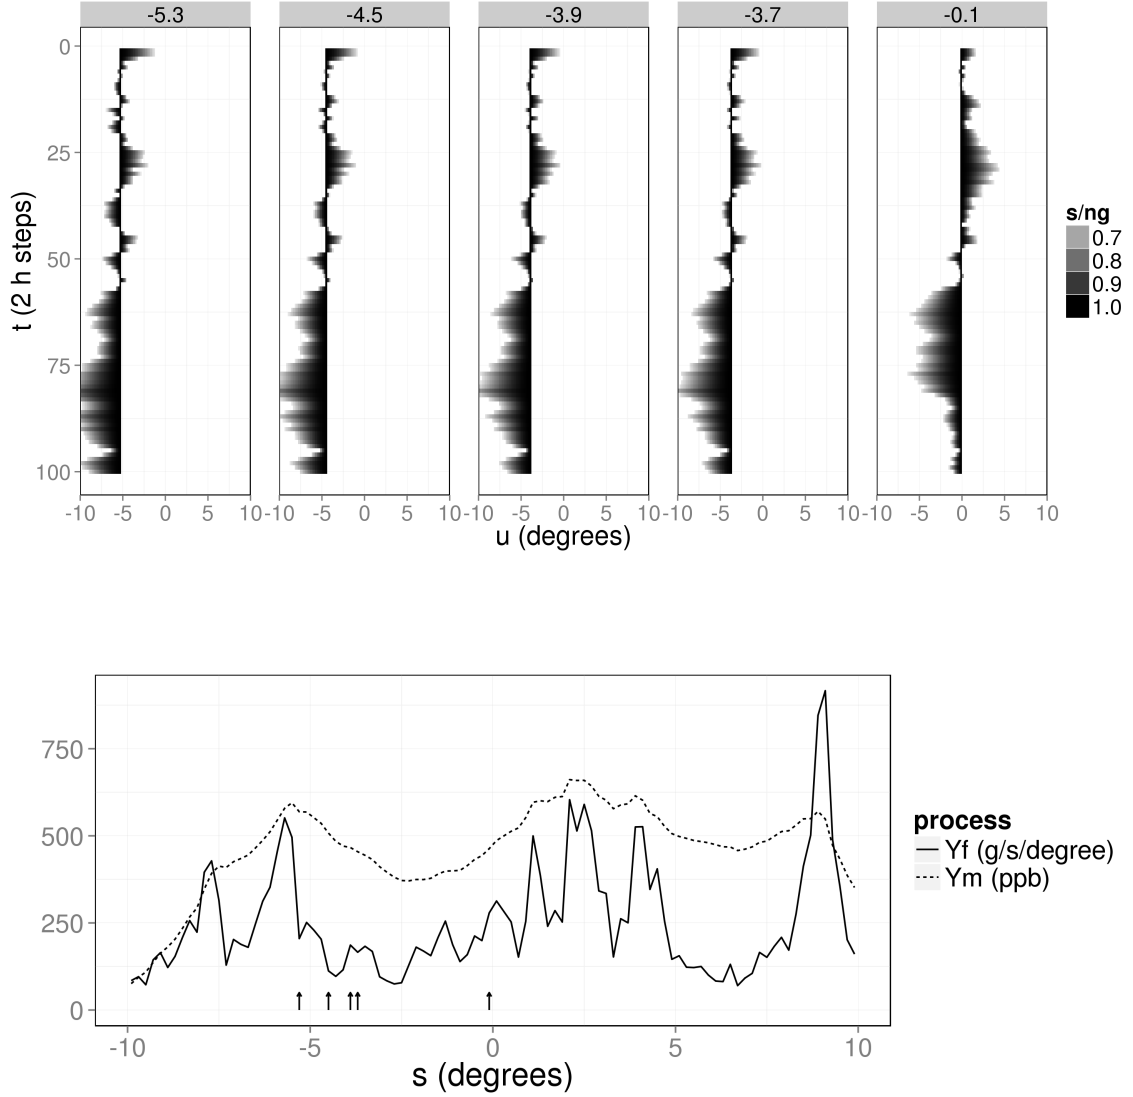 -5.3 -4.5 -3.9 -3.7 -0.1
0
25
50
75
100
t (2 h steps)
-10 -5 0 5 10 -10 -5 0 5 10 -10 -5 0 5 10 -10 -5 0 5 10 -10 -5 0 5 10
u (degrees)
s/ng
0.7
0.8
0.9
1.0
750
500
250
0
-10 -5 0 5 10
s (degrees)
process
Yf (g/s/degree)
Ym (ppb)